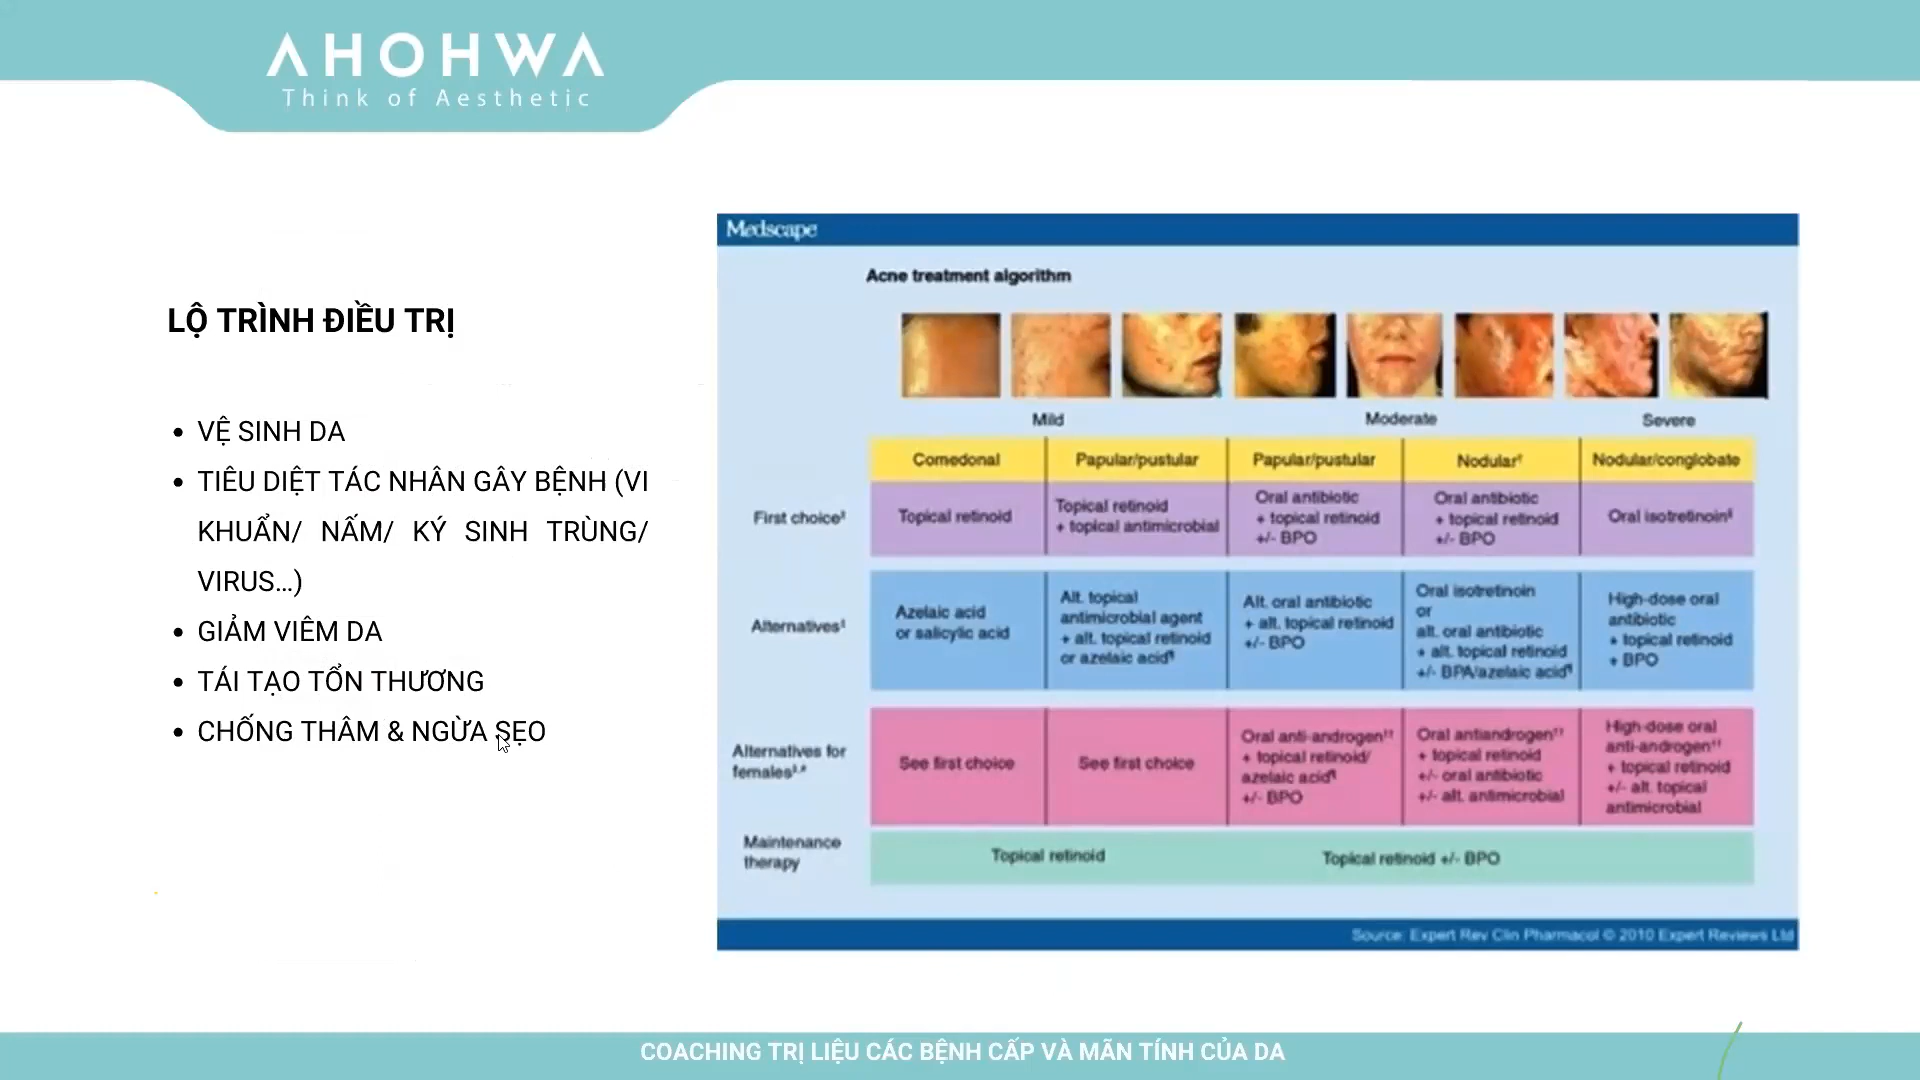 AHOHWA
Think of Aesthetic
LỘ TRÌNH ĐIỀU TRỊ
• VỆ SINH DA
• TIÊU DIỆT TÁC NHÂN GÂY BỆNH (VI
KHUẨN/ NẤM/ KÝ SINH TRÙNG/
VIRUS...)
• GIẢM VIÊM DA
• TÁI TẠO TỔN THƯƠNG
• CHỐNG THÂM & NGỪA SẸO
Medscape
Acne treatment algorithm
Mild Moderate Severe
Comedonal Papular/pustular Papular/pustular Nodular† Nodular/conglobate
First choice‡
Topical retinoid
Topical retinoid
+ topical antimicrobial
Oral antibiotic
+ topical retinoid
+/- BPO
Oral antibiotic
+ topical retinoid
+/- BPO
Oral isotretinoin§
Alternatives‡
Azelaic acid
or salicylic acid
Alt. topical
antimicrobial agent
+ alt. topical retinoid
or azelaic acid¶
Alt. oral antibiotic
+ alt. topical retinoid
+/- BPO
Oral isotretinoin
or
alt. oral antibiotic
+ alt. topical retinoid
+/- BPA/azelaic acid¶
High-dose oral
antibiotic
+ topical retinoid
+ BPO
Alternatives for
females
See first choice
See first choice
Oral anti-androgen††
+ topical retinoid/
azelaic acid¶
+/- BPO
Oral antiandrogen††
+ topical retinoid
+/- oral antibiotic
+/- alt. antimicrobial
High-dose oral
anti-androgen††
+ topical retinoid
+/- alt. topical
antimicrobial
Maintenance
therapy
Topical retinoid
Topical retinoid +/- BPO
Source: Expert Rev Clin Pharmacol © 2010 Expert Reviews Ltd
COACHING TRỊ LIỆU CÁC BỆNH CẤP VÀ MÃN TÍNH CỦA DA